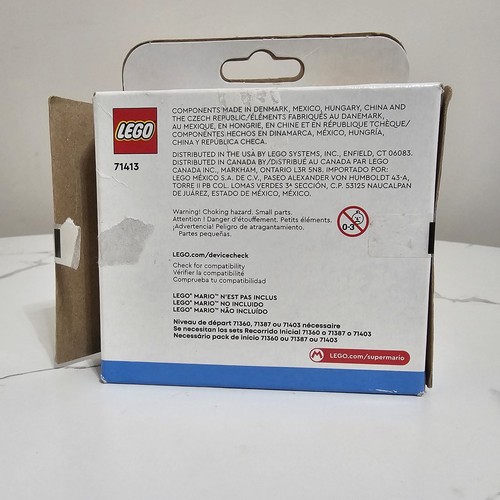 COMPONENTS MADE IN DENMARK, MEXICO, HUNGARY, CHINA AND
THE CZECH REPUBLIC/ÉLÉMENTS FABRIQUÉS AU DANEMARK,
AU MEXIQUE, EN HONGRIE, EN CHINE ET EN RÉPUBLIQUE TCHÈQUE/
COMPONENTES HECHOS EN DINAMARCA, MÉXICO, HUNGRÍA,
CHINA Y REPÚBLICA CHECA.
LEGO
71413
DISTRIBUTED IN THE USA BY LEGO SYSTEMS, INC., ENFIELD, CT 06083.
DISTRIBUTED IN CANADA BY/DISTRIBUÉ AU CANADA PAR LEGO
CANADA INC., MARKHAM, ONTARIO L3R 5N8. IMPORTADO POR:
LEGO MÉXICO S.A. DE C.V., PASEO ALEXANDER VON HUMBOLDT 43-A,
TORRE II PB COL. LOMAS VERDES 3ª SECCIÓN, C.P. 53125 NAUCALPAN
DE JUÁREZ, ESTADO DE MÉXICO, MÉXICO.
Warning! Choking hazard. Small parts.
Attention ! Danger d'étouffement. Petits éléments.
¡Advertencia! Peligro de atragantamiento.
Partes pequeñas.
0-3
LEGO.com/devicecheck
Check for compatibility
Vérifier la compatibilité
Comprueba tu compatibilidad
LEGO® MARIO™ N'EST PAS INCLUS
LEGO® MARIO™ NO INCLUIDO
LEGO® MARIO™ NÃO INCLUÍDO
Niveau de départ 71360, 71387 ou 71403 nécessaire
Se necesitan los sets Recorrido Inicial 71360 o 71387 o 71403
Necessário pack de início 71360 ou 71387 ou 71403
M LEGO.com/supermario